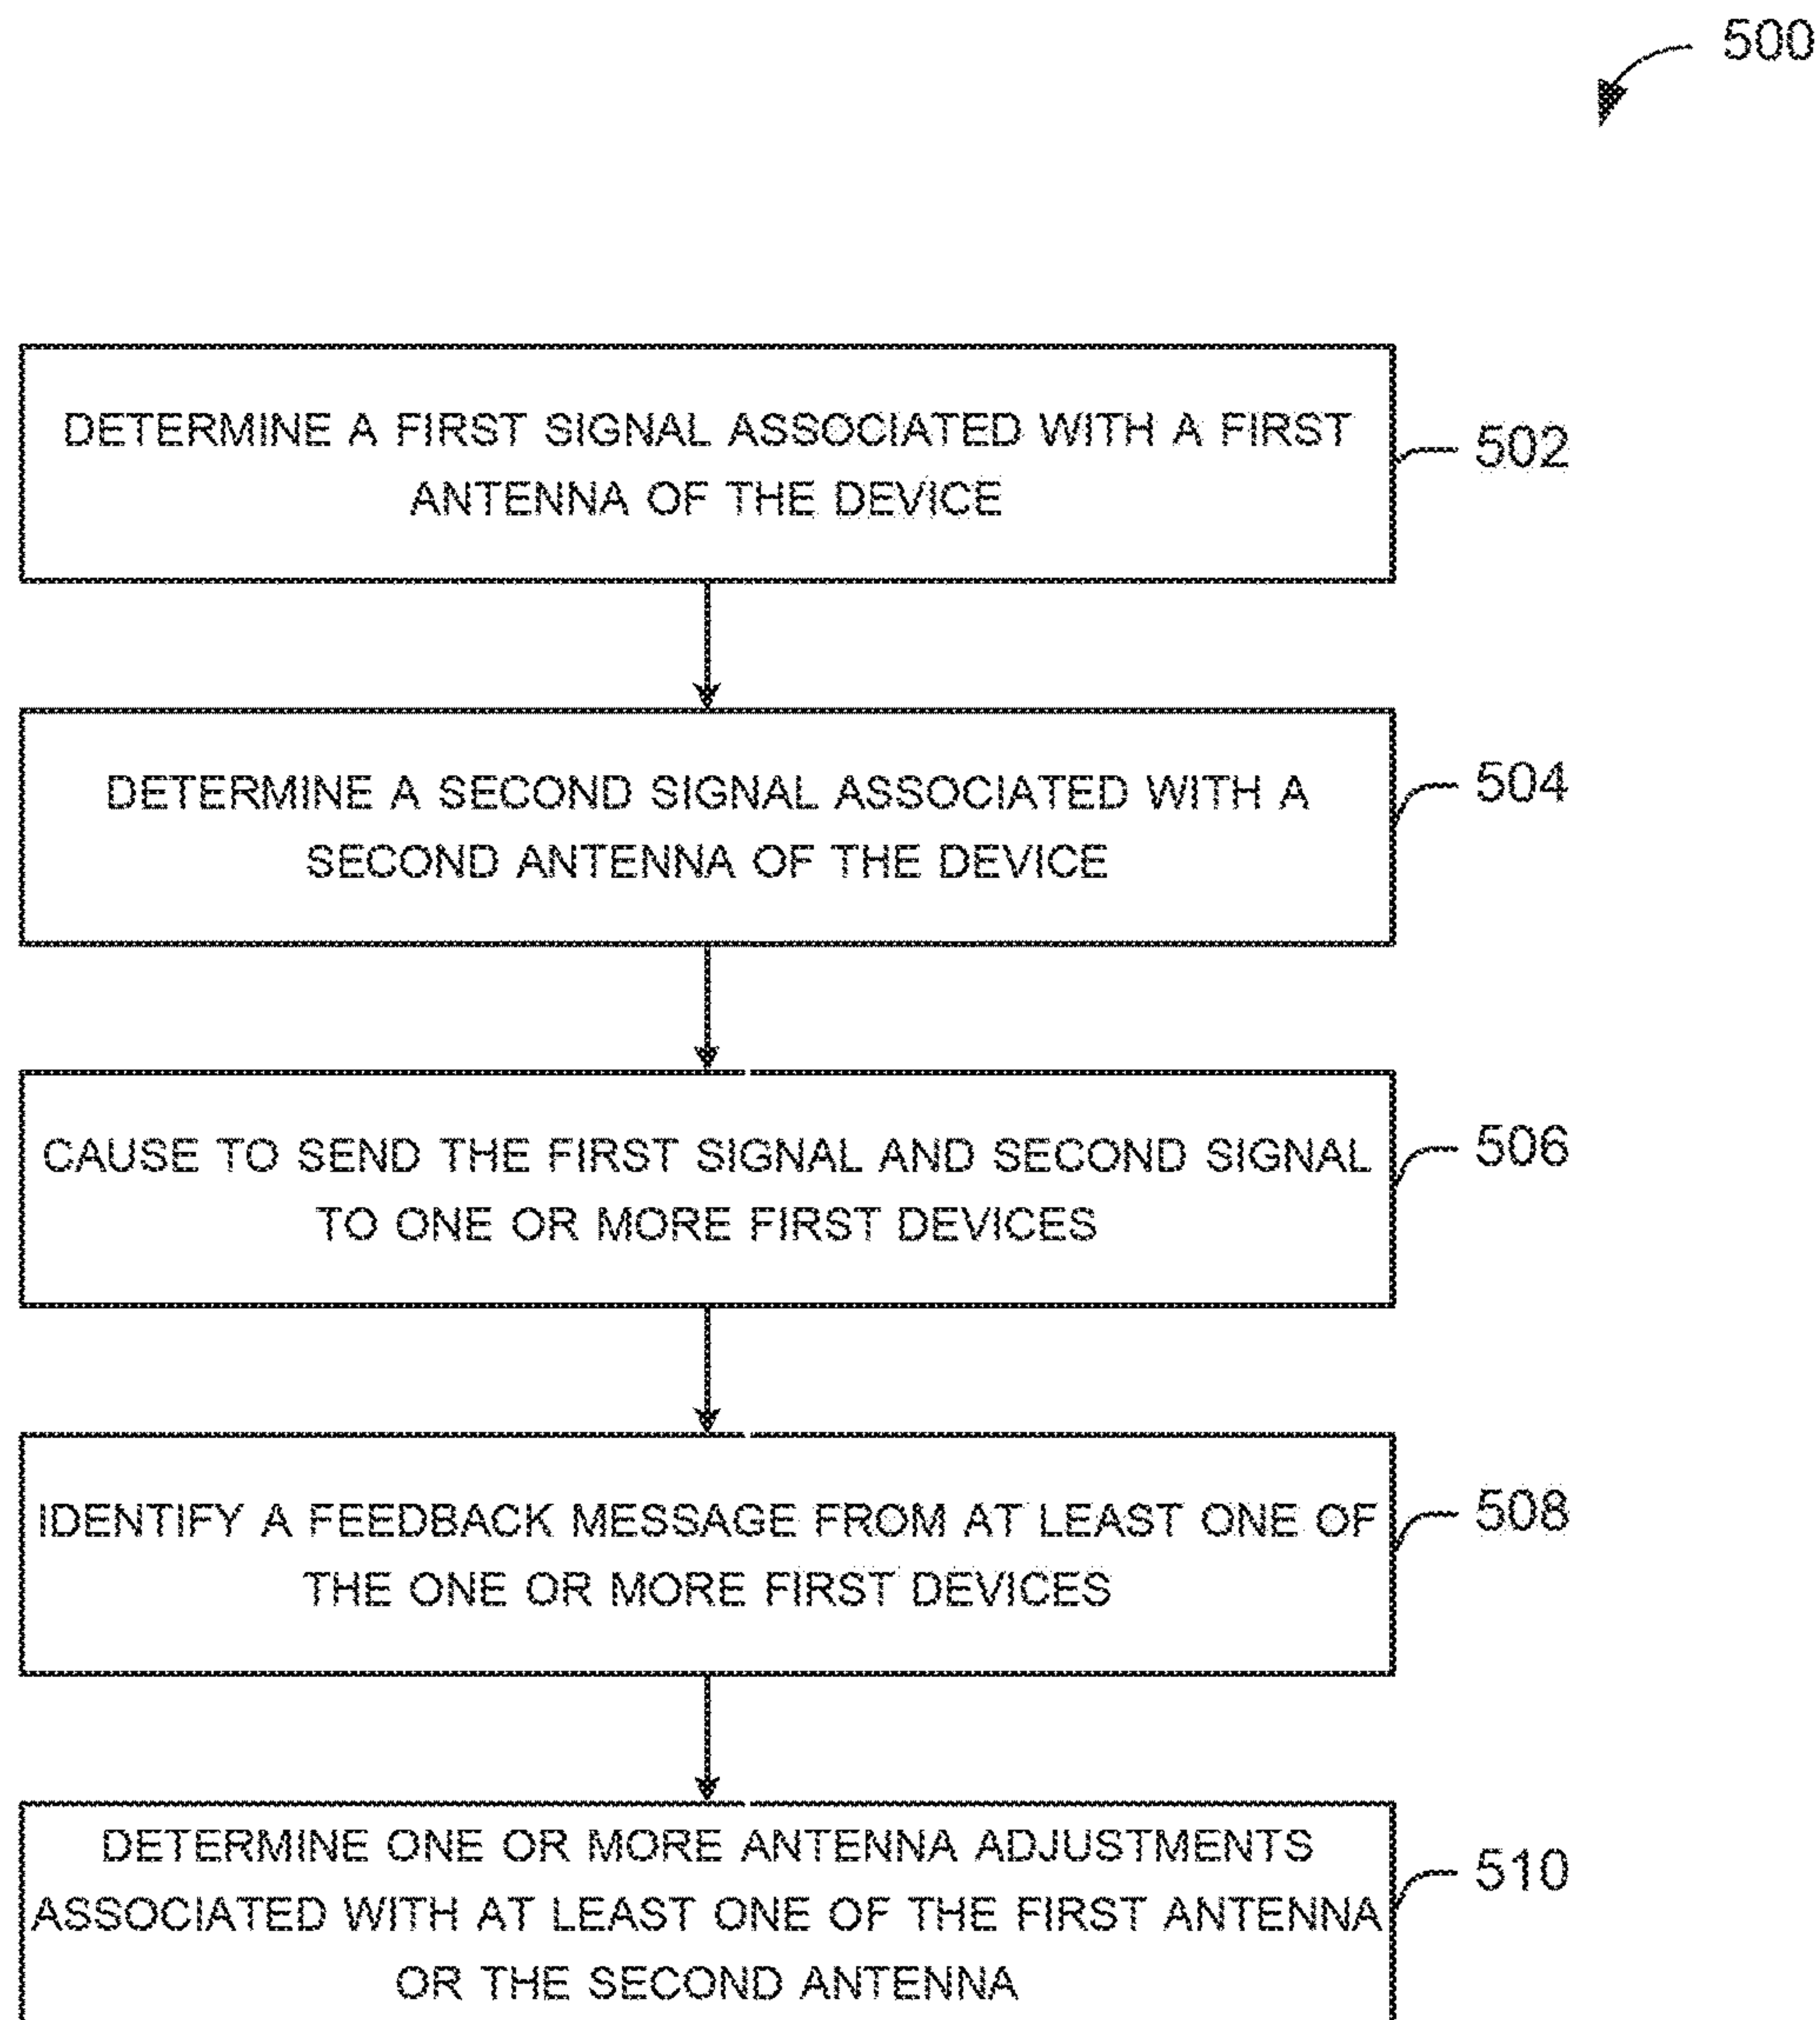 500
DETERMINE A FIRST SIGNAL ASSOCIATED WITH A FIRST
ANTENNA OF THE DEVICE
502
DETERMINE A SECOND SIGNAL ASSOCIATED WITH A
SECOND ANTENNA OF THE DEVICE
504
CAUSE TO SEND THE FIRST SIGNAL AND SECOND SIGNAL
TO ONE OR MORE FIRST DEVICES
506
IDENTIFY A FEEDBACK MESSAGE FROM AT LEAST ONE OF
THE ONE OR MORE FIRST DEVICES
508
DETERMINE ONE OR MORE ANTENNA ADJUSTMENTS
ASSOCIATED WITH AT LEAST ONE OF THE FIRST ANTENNA
OR THE SECOND ANTENNA
510